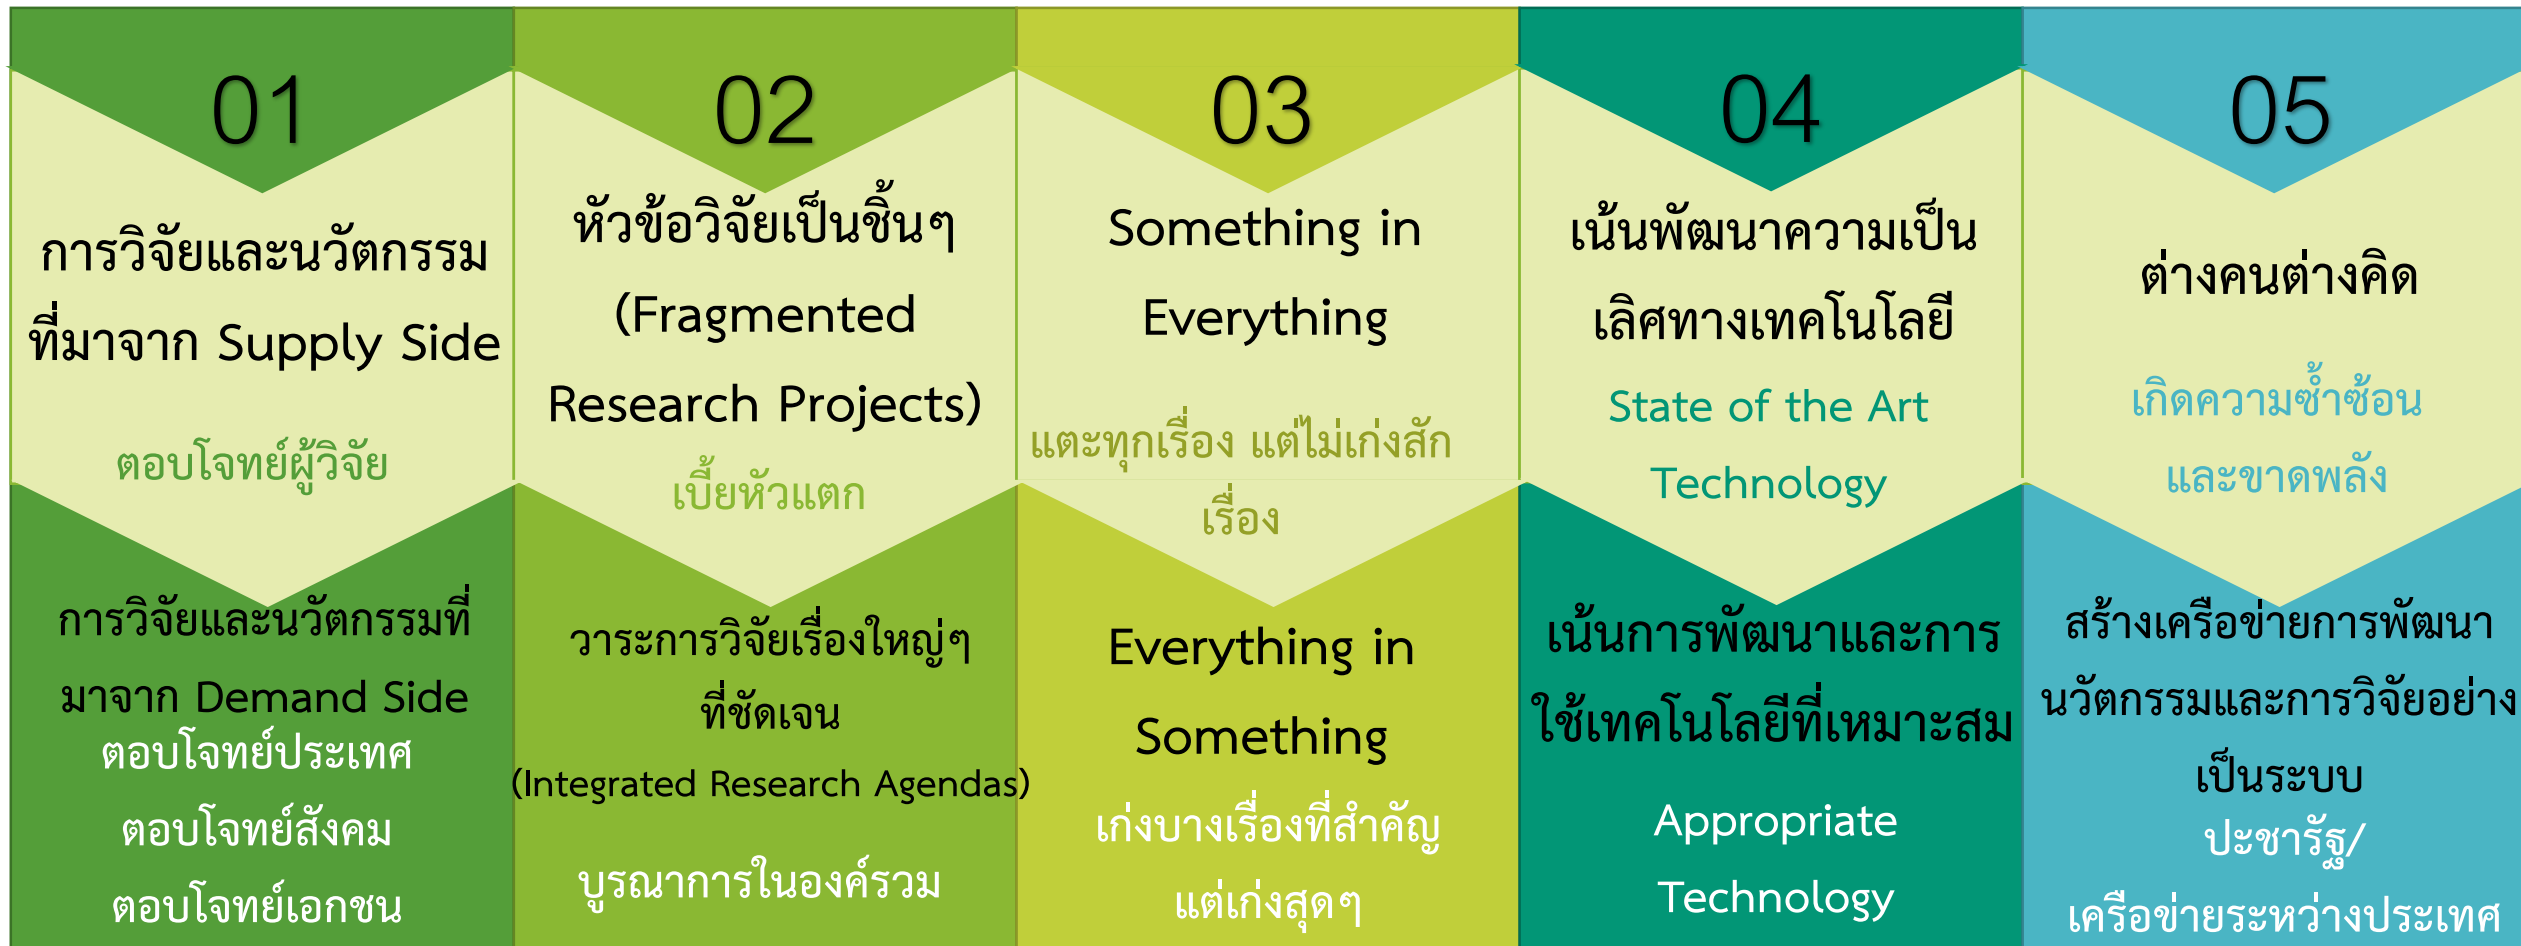 01
การวิจัยและนวัตกรรม
ที่มาจาก Supply Side
ตอบโจทย์ผู้วิจัย
การวิจัยและนวัตกรรมที่
มาจาก Demand Side
ตอบโจทย์ประเทศ
ตอบโจทย์สังคม
ตอบโจทย์เอกชน
02
หัวข้อวิจัยเป็นชิ้นๆ
(Fragmented
Research Projects)
เบี้ยหัวแตก
วาระการวิจัยเรื่องใหญ่ๆ
ที่ชัดเจน
(Integrated Research Agendas)
บูรณาการในองค์รวม
03
Something in
Everything
แตะทุกเรื่อง แต่ไม่เก่งสัก
เรื่อง
Everything in
Something
เก่งบางเรื่องที่สำคัญ
แต่เก่งสุดๆ
04
เน้นพัฒนาความเป็น
เลิศทางเทคโนโลยี
State of the Art
Technology
เน้นการพัฒนาและการ
ใช้เทคโนโลยีที่เหมาะสม
Appropriate
Technology
05
ต่างคนต่างคิด
เกิดความซ้ำซ้อน
และขาดพลัง
สร้างเครือข่ายการพัฒนา
นวัตกรรมและการวิจัยอย่าง
เป็นระบบ
ปะชารัฐ/
เครือข่ายระหว่างประเทศ